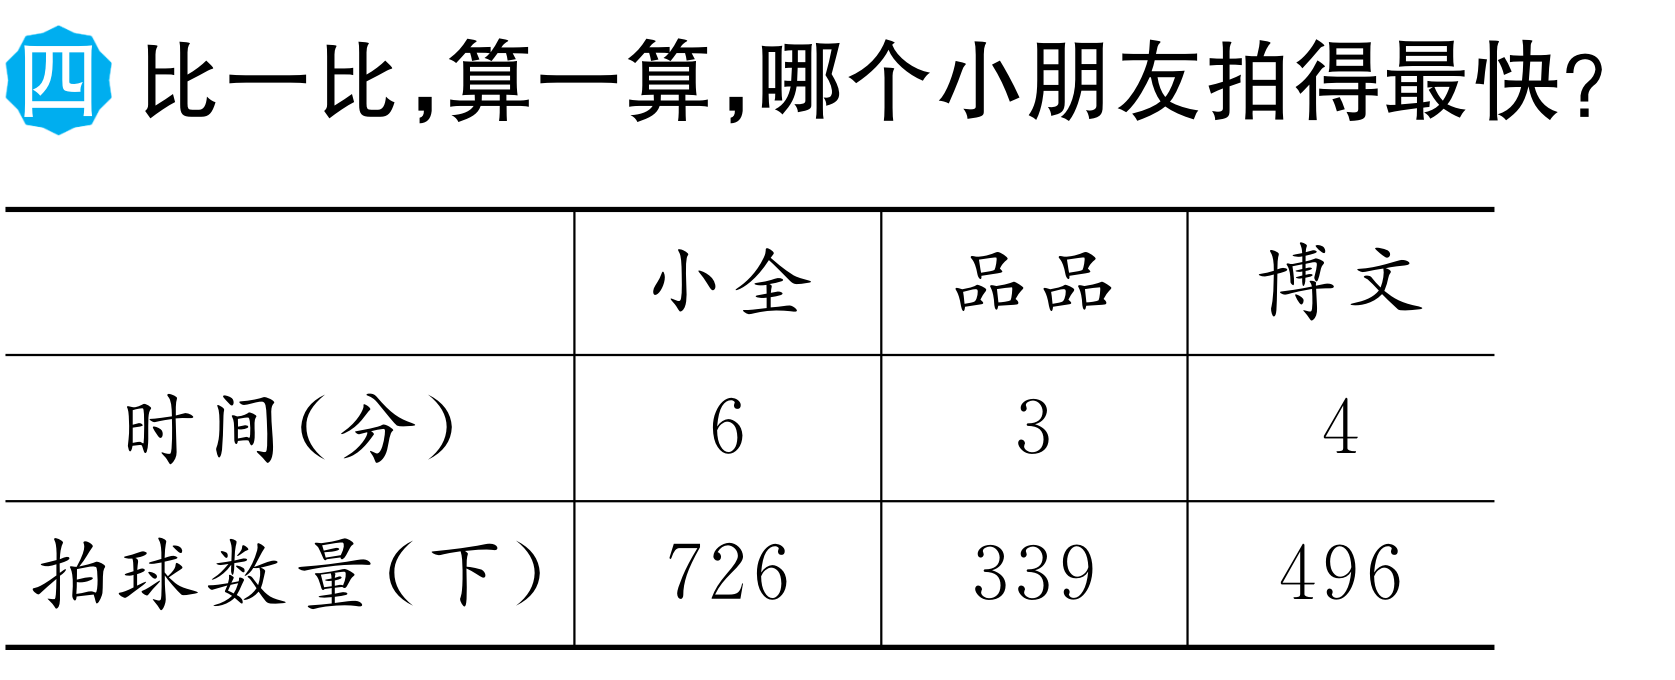 四 比一比,算一算,哪个小朋友拍得最快?
小全 品品 博文
时间(分) 6 3 4
拍球数量(下) 726 339 496